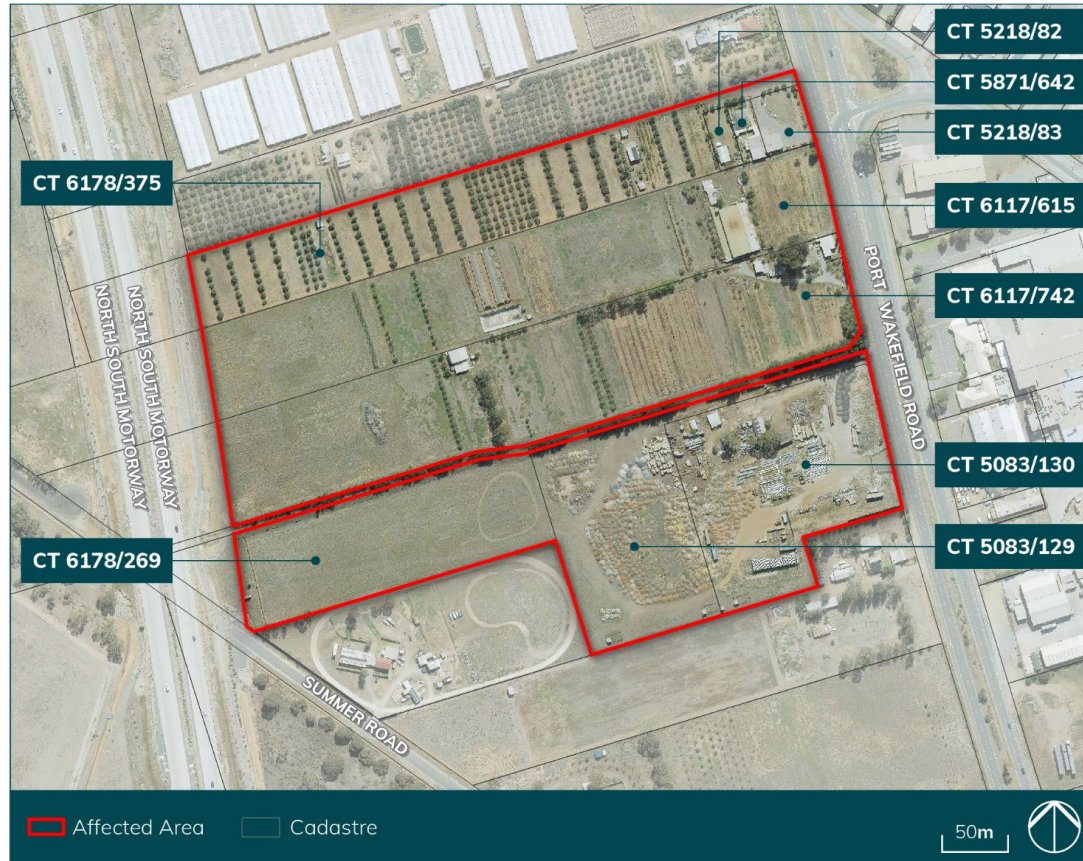 CT 5218/82
CT 5871/642
CT 5218/83
CT 6178/375
CT 6117/615
CT 6117/742
NORTH SOUTH MOTORWAY
NORTH SOUTH MOTORWAY
PORT WAKEFIELD ROAD
CT 5083/130
CT 6178/269
CT 5083/129
SUMMER ROAD
Affected Area
Cadastre
50m